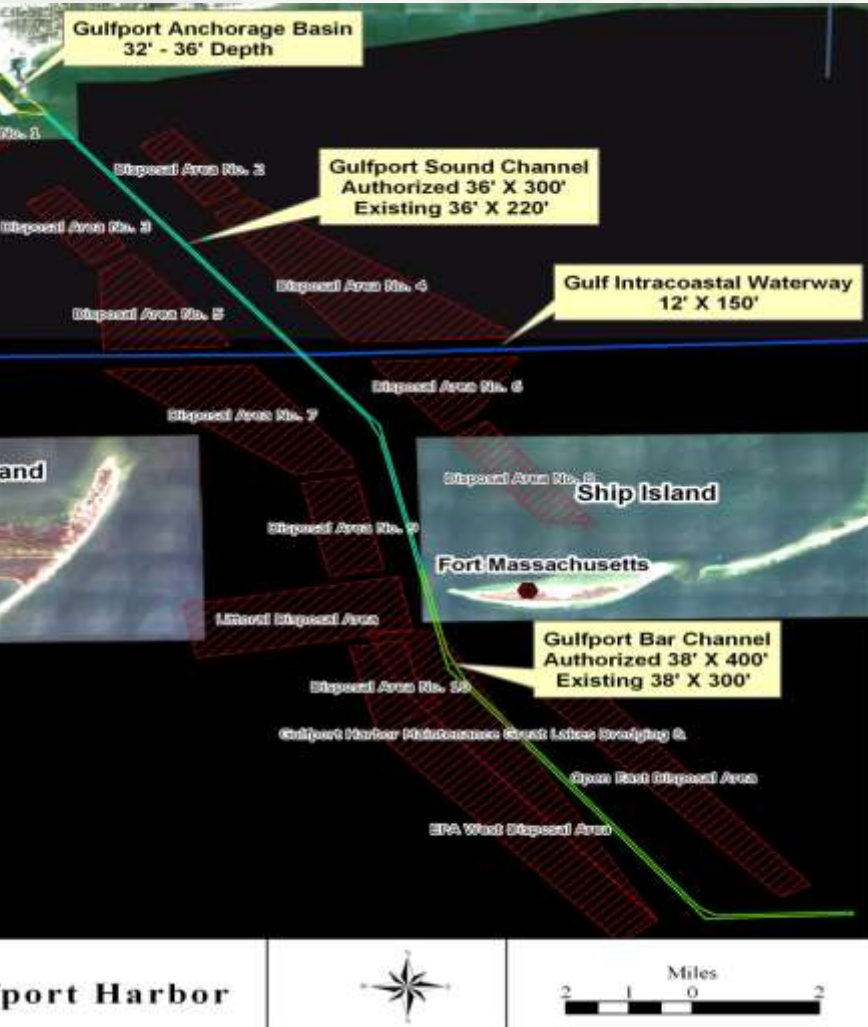 Gulfport Anchorage Basin
32' - 36' Depth
No. 1
Disposal Area No. 2
Gulfport Sound Channel
Authorized 36' X 300'
Existing 36' X 220'
Disposal Area No. 3
Disposal Area No. 4
Gulf Intracoastal Waterway
12' X 150'
Disposal Area No. 5
Disposal Area No. 6
Disposal Area No. 7
and
Disposal Area No. 8
Ship Island
Disposal Area No. 9
Fort Massachusetts
Littoral Disposal Area
Gulfport Bar Channel
Authorized 38' X 400'
Existing 38' X 300'
Disposal Area No. 10
Gulfport Harbor Maintenance Great Lakes Dredging &
Open East Disposal Area
EPA West Disposal Area
port Harbor
Miles
2 1 0 2